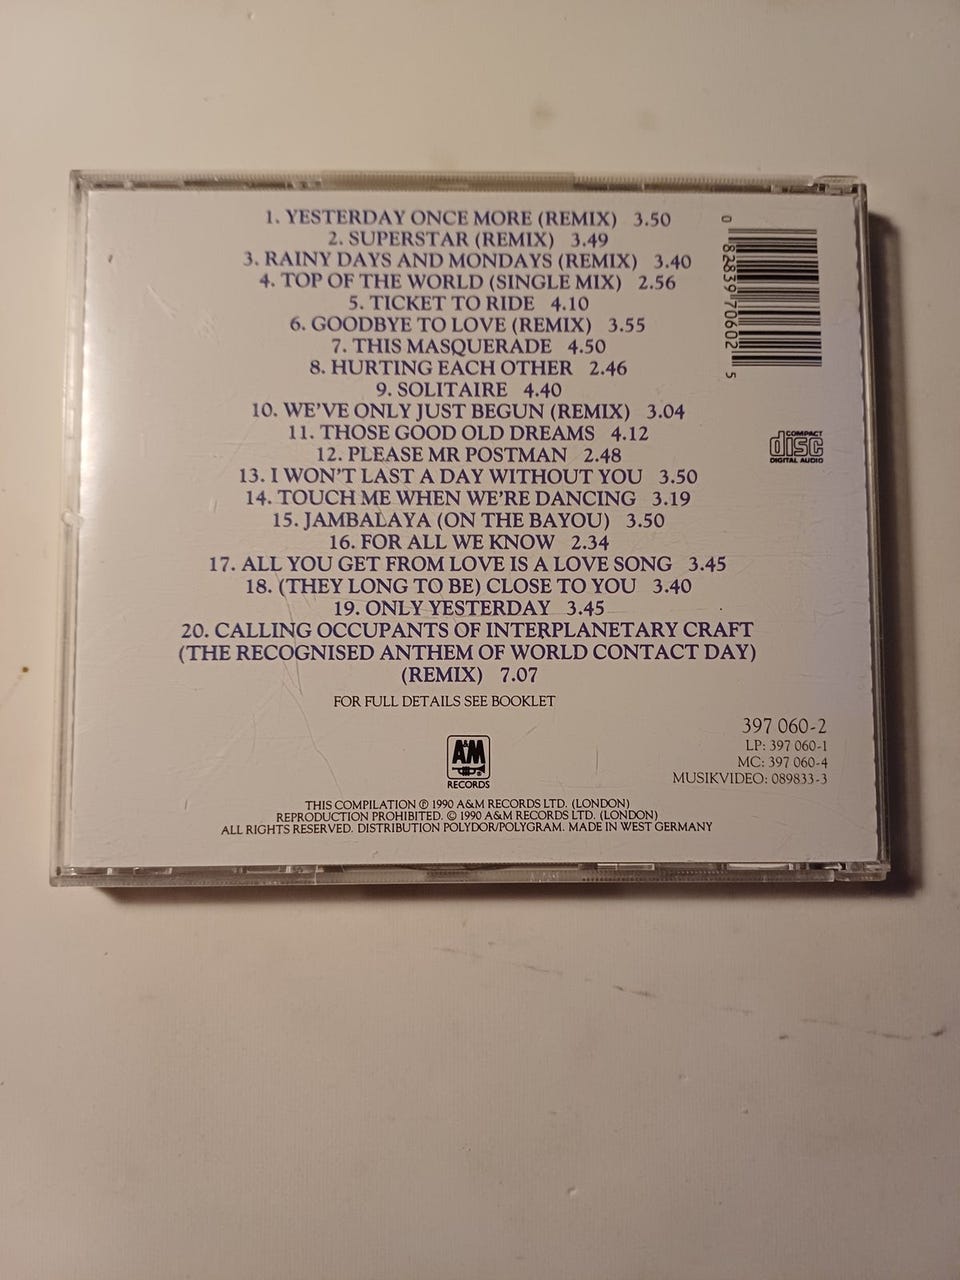 1. YESTERDAY ONCE MORE (REMIX) 3.50
2. SUPERSTAR (REMIX) 3.49
3. RAINY DAYS AND MONDAYS (REMIX) 3.40
4. TOP OF THE WORLD (SINGLE MIX) 2.56
5. TICKET TO RIDE 4.10
6. GOODBYE TO LOVE (REMIX) 3.55
7. THIS MASQUERADE 4.50
8. HURTING EACH OTHER 2.46
9. SOLITAIRE 4.40
10. WE'VE ONLY JUST BEGUN (REMIX) 3.04
11. THOSE GOOD OLD DREAMS 4.12
12. PLEASE MR POSTMAN 2.48
13. I WON'T LAST A DAY WITHOUT YOU 3.50
14. TOUCH ME WHEN WE'RE DANCING 3.19
15. JAMBALAYA (ON THE BAYOU) 3.50
16. FOR ALL WE KNOW 2.34
17. ALL YOU GET FROM LOVE IS A LOVE SONG 3.45
18. (THEY LONG TO BE) CLOSE TO YOU 3.40
19. ONLY YESTERDAY 3.45
20. CALLING OCCUPANTS OF INTERPLANETARY CRAFT
(THE RECOGNISED ANTHEM OF WORLD CONTACT DAY)
(REMIX) 7.07
FOR FULL DETAILS SEE BOOKLET
0 82839 70602 5
COMPACT
disc
DIGITAL AUDIO
397 060-2
LP: 397 060-1
MC: 397 060-4
MUSIKVIDEO: 089833-3
A&M
RECORDS
THIS COMPILATION ℗ 1990 A&M RECORDS LTD. (LONDON)
REPRODUCTION PROHIBITED. © 1990 A&M RECORDS LTD. (LONDON)
ALL RIGHTS RESERVED. DISTRIBUTION POLYDOR/POLYGRAM. MADE IN WEST GERMANY